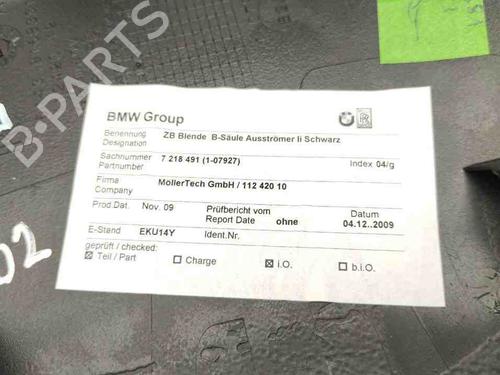 B-PARTS
BMW Group
Benennung ZB Blende B-Säule Ausströmer li Schwarz
Designation
Sachnummer 7 218 491 (1-07927) Index 04/g
Partnumber
Firma MöllerTech GmbH / 112 420 10
Company
Prod.Dat. Nov. 09 Prüfbericht vom Datum
Report Date ohne 04.12..2009
E-Stand EKU14Y Ident.Nr.
geprüft / checked:
Teil / Part Charge i.O. b.i.O.
02